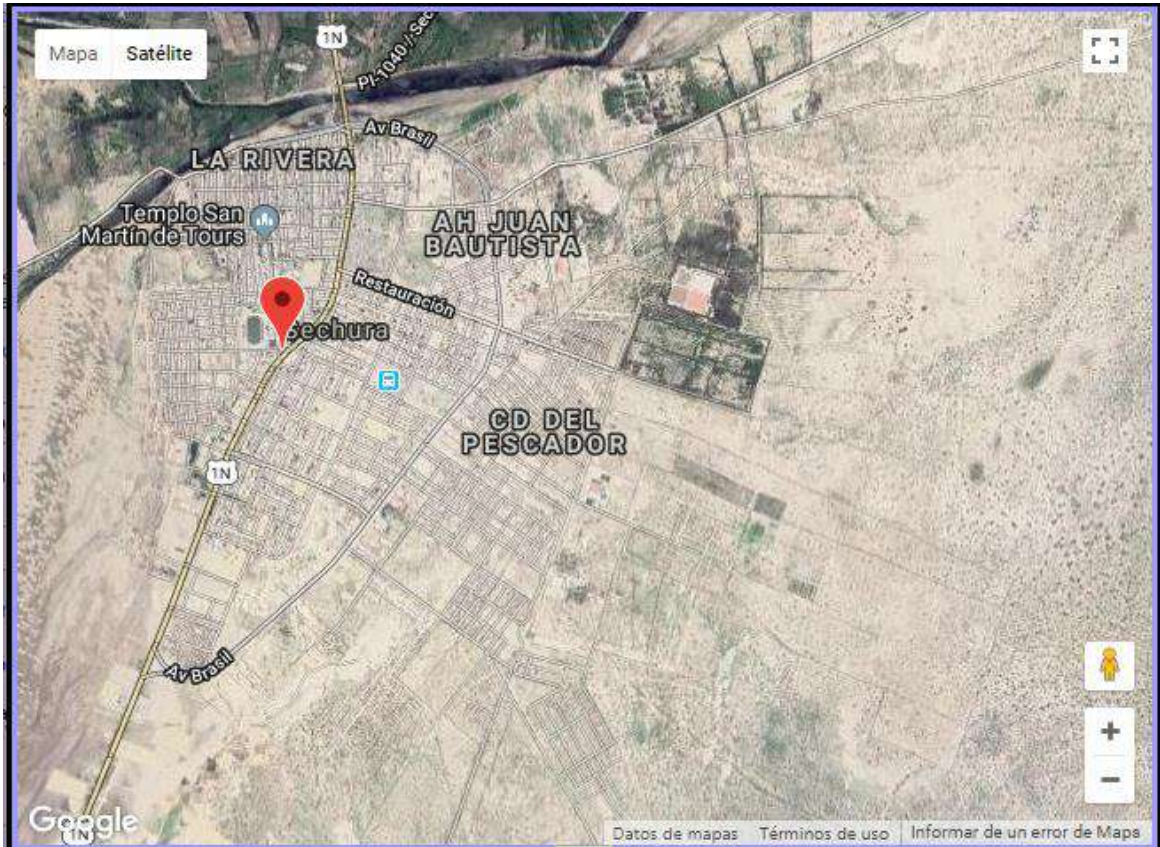 1N
Mapa
Satélite
PI-1040 / Sec
Av Brasil
LA RIVERA
Templo San
Martín de Tours
AH JUAN
BAUTISTA
Restauración
Sechura
CD DEL
PESCADOR
1N
Av Brasil
Google
1N
Datos de mapas
Términos de uso
Informar de un error de Maps